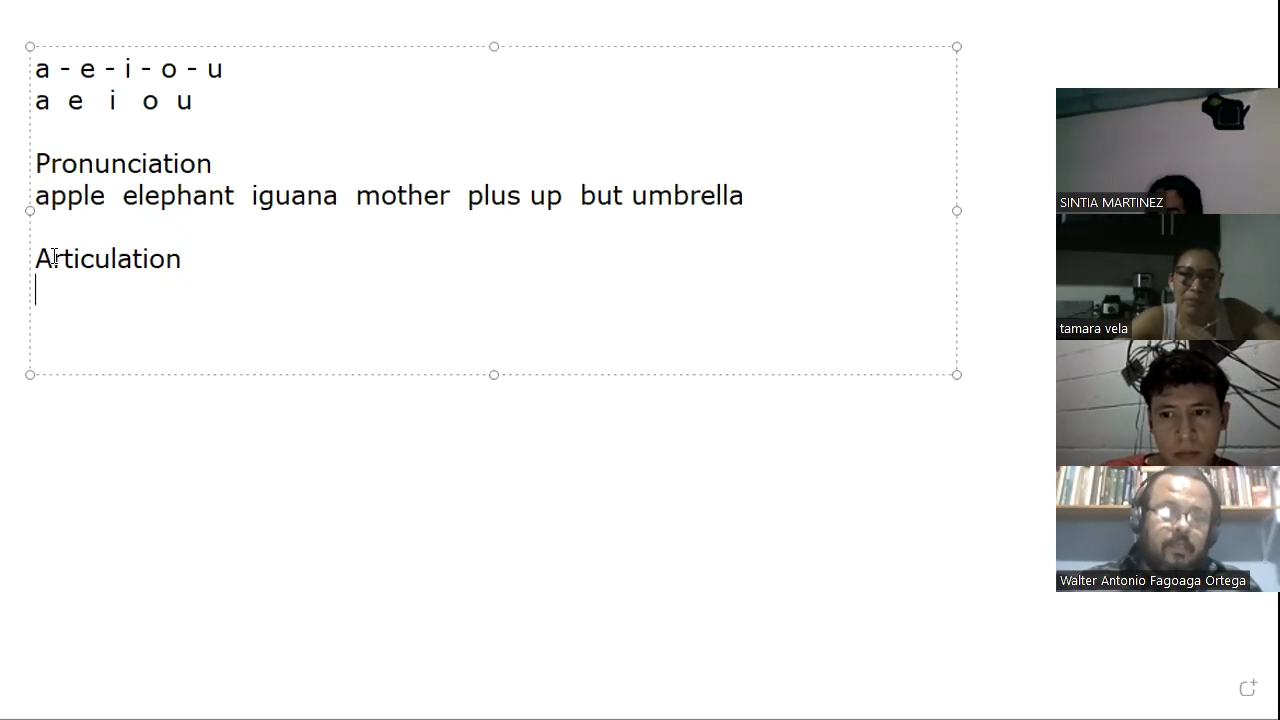 a - e - i - o - u
a e i o u
Pronunciation
apple elephant iguana mother plus up but umbrella
Articulation
SINTIA MARTINEZ
tamara vela
Walter Antonio Fagoaga Ortega